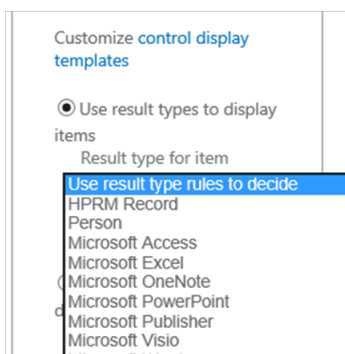 Customize control display
templates
Use result types to display
items
Result type for item
Use result type rules to decide
HPRM Record
Person
Microsoft Access
Microsoft Excel
Microsoft OneNote
Microsoft PowerPoint
Microsoft Publisher
Microsoft Visio